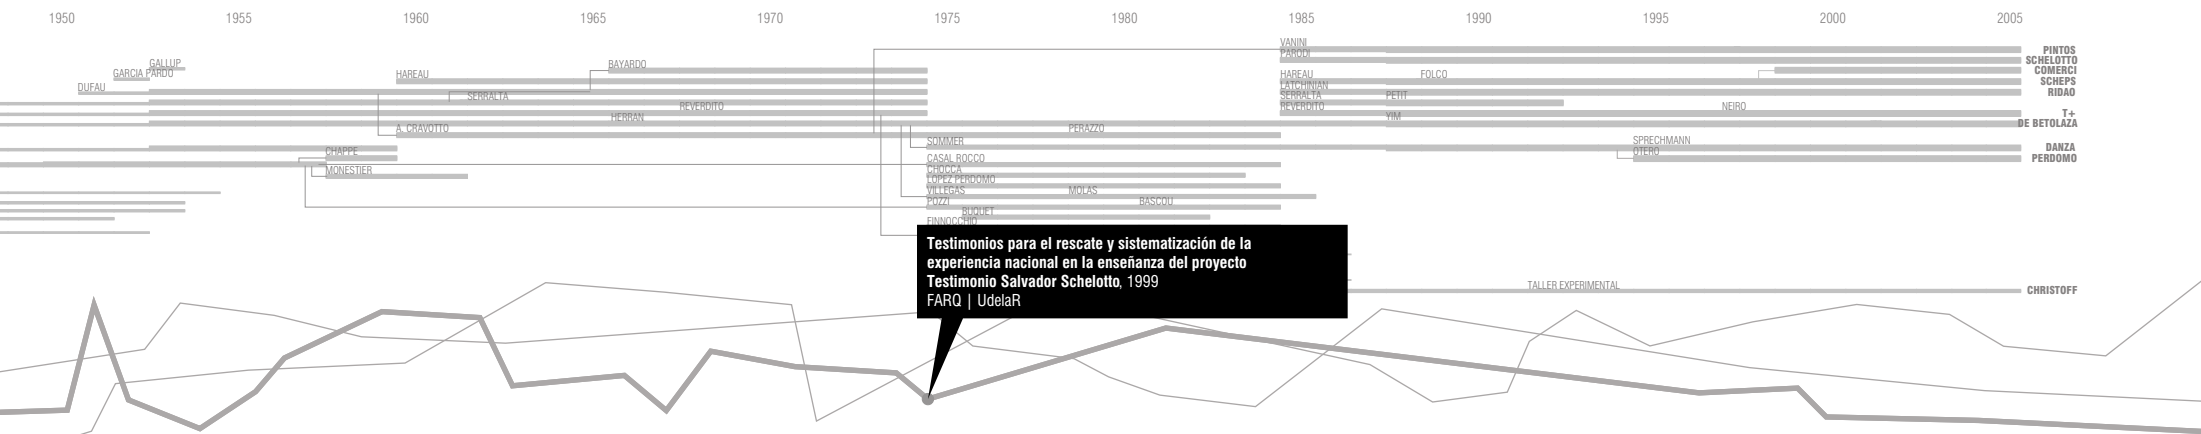 1950 1955 1960 1965 1970 1975 1980 1985 1990 1995 2000 2005
VANINI
PINTOS
GALLUP
PARODI
BAYARDO
SCHELOTTO
GARCIA PARDO
HAREAU
HAREAU
FOLCO
COMERCI
SCHEPS
DUFAU
LATCHINIAN
RIDAO
SERRALTA
SERRALTA
PETIT
REVERDITO
REVERDITO
NEIRO
T+
HERRAN
YIM
DE BETOLAZA
A. CRAVOTTO
PERAZZO
SOMMER
SPRECHMANN
DANZA
CHAPPE
OTERO
CASAL ROCCO
PERDOMO
MONESTIER
CHOCCA
LOPEZ PERDOMO
VILLEGAS
MOLAS
POZZI
BASCOU
BUQUET
FINNOCCHIO
Testimonios para el rescate y sistematización de la
experiencia nacional en la enseñanza del proyecto
Testimonio Salvador Schelotto, 1999
FARQ | UdelaR
TALLER EXPERIMENTAL
CHRISTOFF